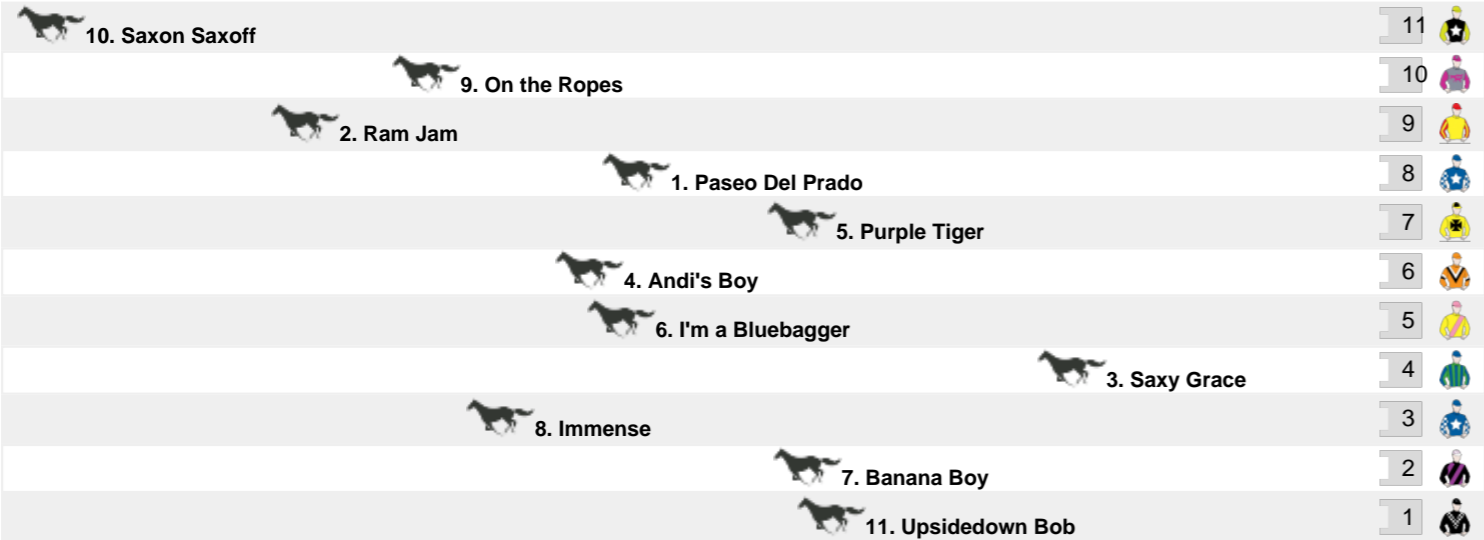 10. Saxon Saxoff 11
9. On the Ropes 10
2. Ram Jam 9
1. Paseo Del Prado 8
5. Purple Tiger 7
4. Andi's Boy 6
6. I'm a Bluebagger 5
3. Saxy Grace 4
8. Immense 3
7. Banana Boy 2
11. Upsidedown Bob 1